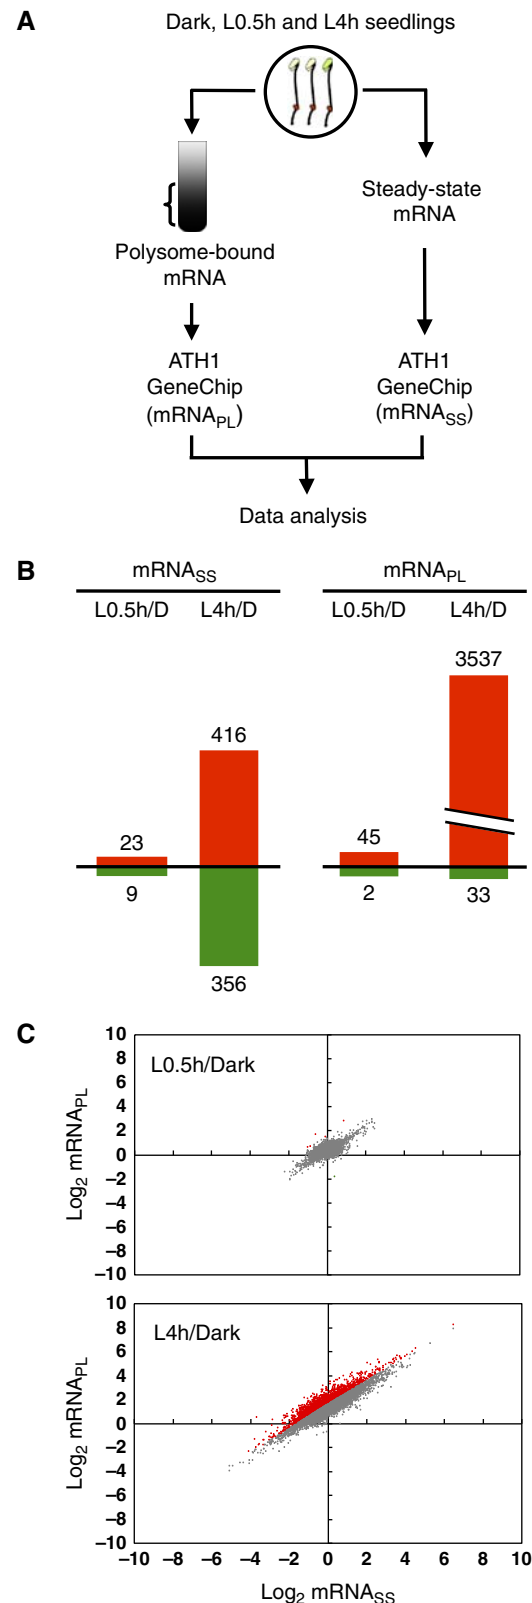 A
Dark, L0.5h and L4h seedlings
Steady-state
mRNA
Polysome-bound
mRNA
ATH1
GeneChip
(mRNAPL)
ATH1
GeneChip
(mRNASS)
Data analysis
B
mRNASS
mRNAPL
L0.5h/D
L4h/D
L0.5h/D
L4h/D
3537
416
23
45
9
2
33
356
C
10
8
6
4
2
0
−2
−4
−6
−8
−10
Log2 mRNAPL
L0.5h/Dark
10
8
6
4
2
0
−2
−4
−6
−8
−10
Log2 mRNAPL
L4h/Dark
−10 −8 −6 −4 −2 0 2 4 6 8 10
Log2 mRNASS